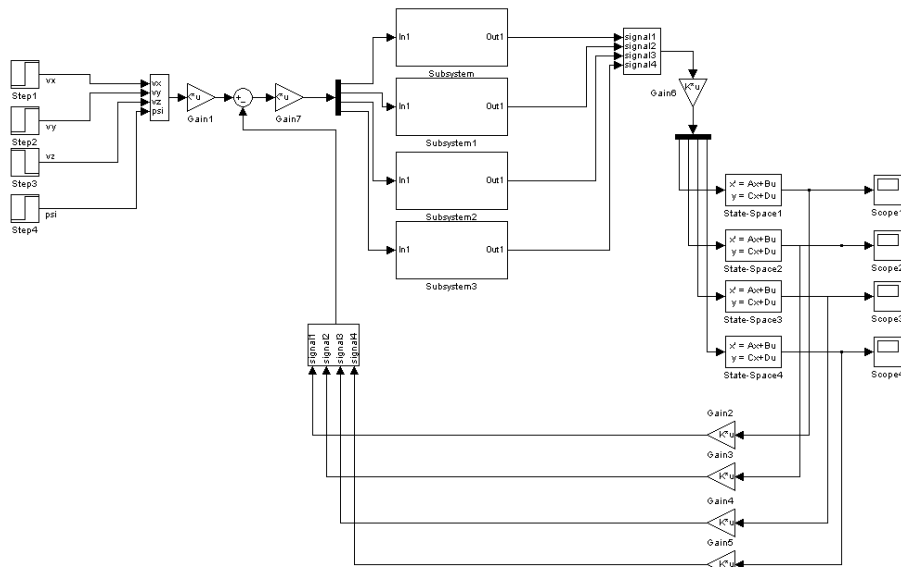 vx
Step1
vy
Step2
vz
Step3
psi
Step4
vx
vy
vz
psi
K*u
Gain1
+
-
K*u
Gain7
In1
Out1
Subsystem
In1
Out1
Subsystem1
In1
Out1
Subsystem2
In1
Out1
Subsystem3
signal1
signal2
signal3
signal4
K*u
Gain6
x' = Ax+Bu
y = Cx+Du
State-Space1
x' = Ax+Bu
y = Cx+Du
State-Space2
x' = Ax+Bu
y = Cx+Du
State-Space3
x' = Ax+Bu
y = Cx+Du
State-Space4
Scope1
Scope2
Scope3
Scope4
signal1
signal2
signal3
signal4
Gain2
K*u
Gain3
K*u
Gain4
K*u
Gain5
K*u